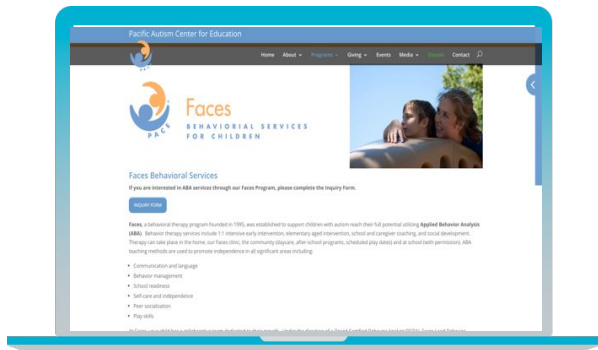 Pacific Autism Center for Education
Home About Programs Giving Events Media Donate Contact
PACE
PACE
Faces
BEHAVIORIAL SERVICES
FOR CHILDREN
Faces Behavioral Services
If you are interested in ABA services through our Faces Program, please complete the Inquiry Form.
INQUIRY FORM
Faces, a behavioral therapy program founded in 1995, was established to support children with autism reach their full potential utilizing Applied Behavior Analysis
(ABA). Behavior therapy services include 1:1 intensive early intervention, elementary aged intervention, school and caregiver coaching, and social development.
Therapy can take place in the home, our Faces clinic, the community (daycare, after-school programs, scheduled play dates) and at school (with permission). ABA
teaching methods are used to promote independence in all significant areas including:
• Communication and language
• Behavior management
• School readiness
• Self-care and independence
• Peer socialization
• Play skills